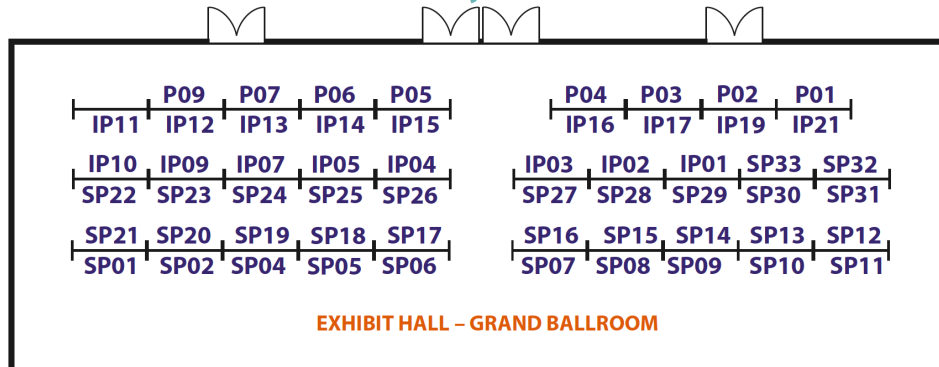 P09 P07 P06 P05 P04 P03 P02 P01
IP11 IP12 IP13 IP14 IP15 IP16 IP17 IP19 IP21
IP10 IP09 IP07 IP05 IP04 IP03 IP02 IP01 SP33 SP32
SP22 SP23 SP24 SP25 SP26 SP27 SP28 SP29 SP30 SP31
SP21 SP20 SP19 SP18 SP17 SP16 SP15 SP14 SP13 SP12
SP01 SP02 SP04 SP05 SP06 SP07 SP08 SP09 SP10 SP11
EXHIBIT HALL – GRAND BALLROOM